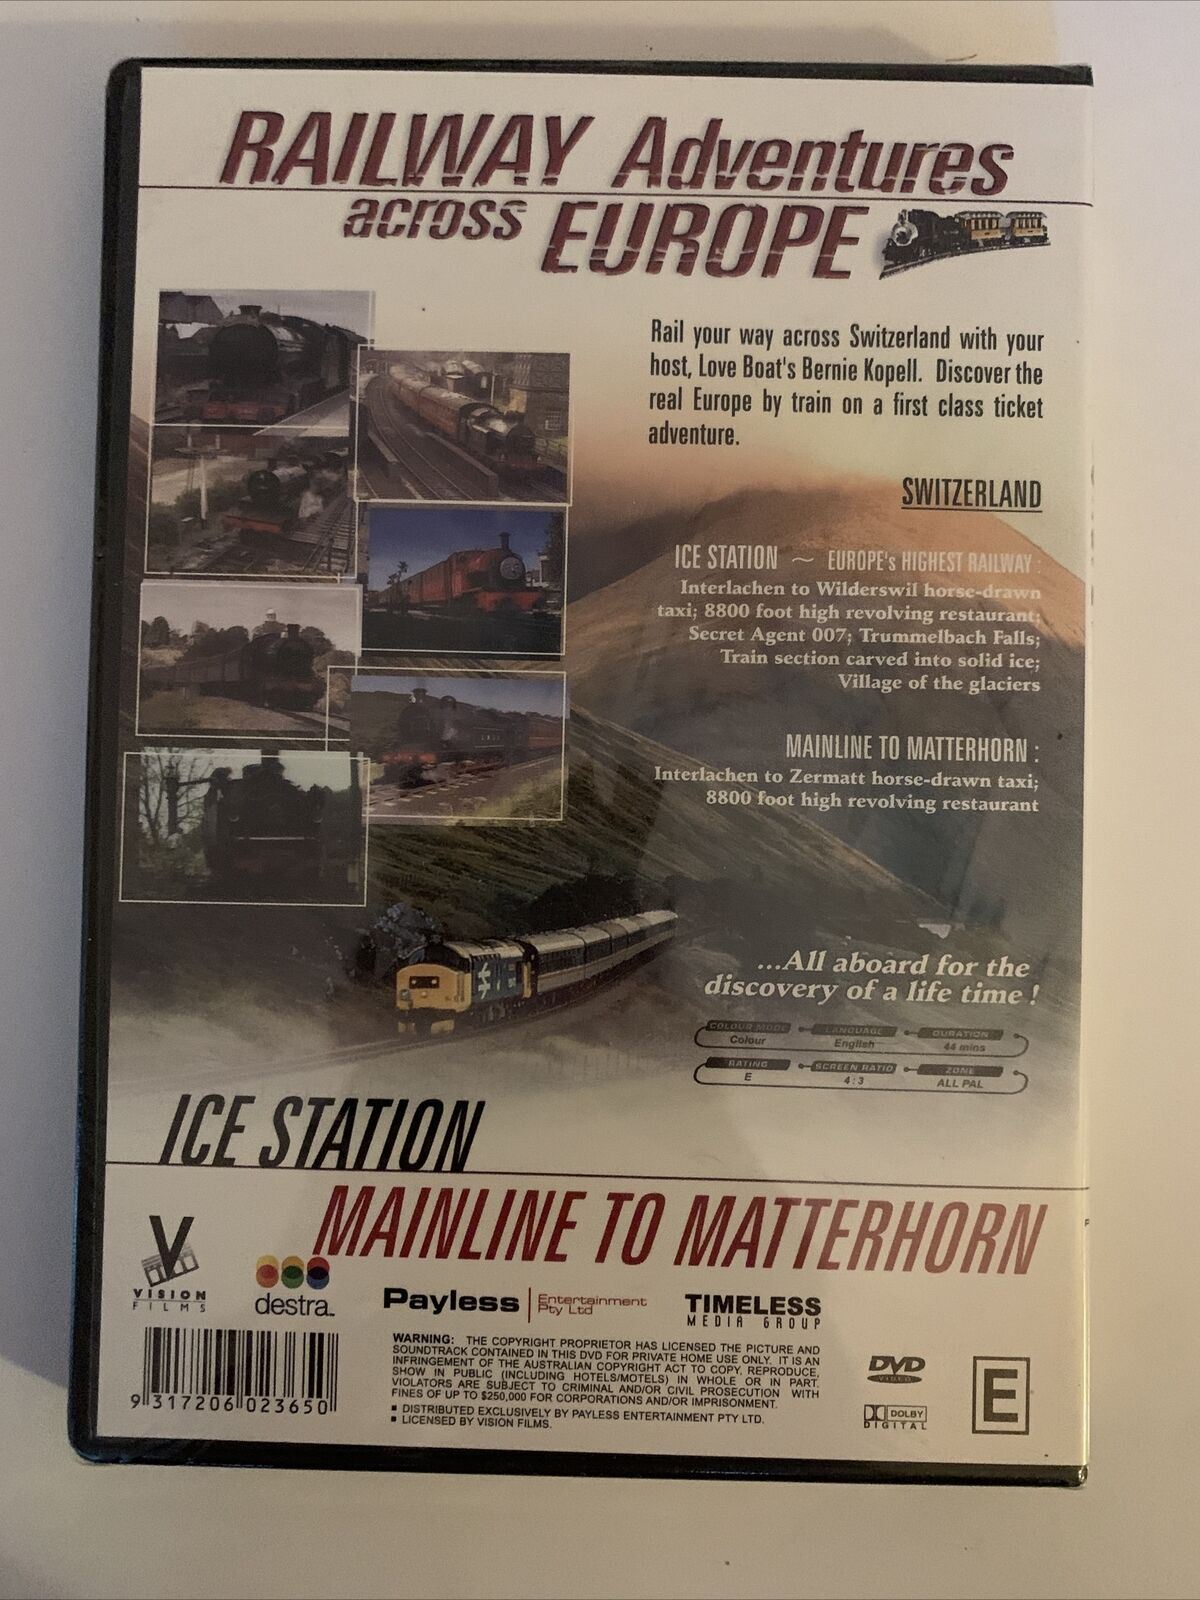 RAILWAY Adventures
across EUROPE
Rail your way across Switzerland with your
host, Love Boat's Bernie Kopell. Discover the
real Europe by train on a first class ticket
adventure.
SWITZERLAND
ICE STATION ~ EUROPE's HIGHEST RAILWAY :
Interlachen to Wilderswil horse-drawn
taxi; 8800 foot high revolving restaurant;
Secret Agent 007; Trummelbach Falls;
Train section carved into solid ice;
Village of the glaciers
MAINLINE TO MATTERHORN :
Interlachen to Zermatt horse-drawn taxi;
8800 foot high revolving restaurant
...All aboard for the
discovery of a life time !
COLOUR MODE LANGUAGE DURATION
Colour English 44 mins
RATING SCREEN RATIO ZONE
E 4:3 ALL PAL
ICE STATION
MAINLINE TO MATTERHORN
V
VISION
FILMS
destra
Payless Entertainment
Pty Ltd
TIMELESS
MEDIA GROUP
WARNING: THE COPYRIGHT PROPRIETOR HAS LICENSED THE PICTURE AND
SOUNDTRACK CONTAINED IN THIS DVD FOR PRIVATE HOME USE ONLY. IT IS AN
INFRINGEMENT OF THE AUSTRALIAN COPYRIGHT ACT TO COPY, REPRODUCE,
SHOW IN PUBLIC (INCLUDING HOTELS/MOTELS) IN WHOLE OR IN PART.
VIOLATORS ARE SUBJECT TO CRIMINAL AND/OR CIVIL PROSECUTION WITH
FINES OF UP TO $250,000 FOR CORPORATIONS AND/OR IMPRISONMENT.
▪ DISTRIBUTED EXCLUSIVELY BY PAYLESS ENTERTAINMENT PTY LTD.
▪ LICENSED BY VISION FILMS.
9 317206 023650
DVD
VIDEO
DOLBY
DIGITAL
E